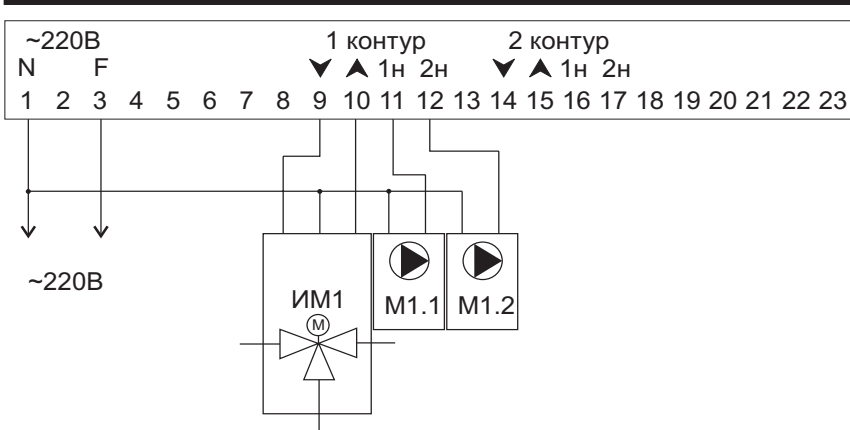 ~220В 1 контур 2 контур
N F 1н 2н 1н 2н
1 2 3 4 5 6 7 8 9 10 11 12 13 14 15 16 17 18 19 20 21 22 23
~220В
ИМ1 М1.1 М1.2
М